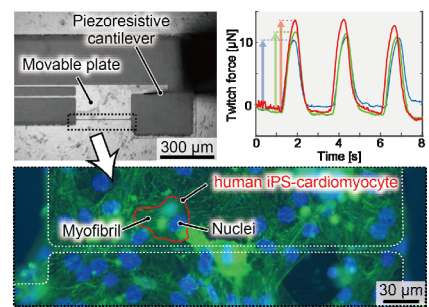 Piezoresistive
cantilever
Movable plate
300 μm
Twitch force [μN]
10
0
0 2 4 6 8
Time [s]
human iPS-cardiomyocyte
Myofibril
Nuclei
30 μm